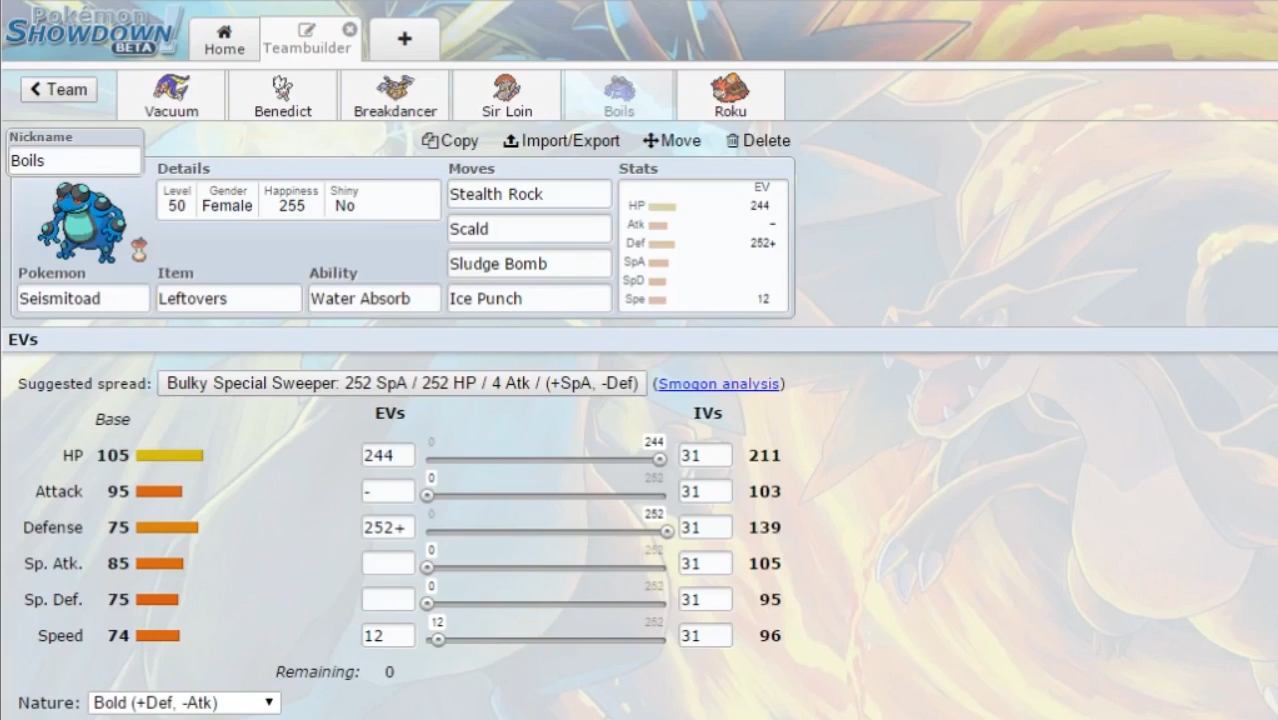 Pokémon
SHOWDOWN!
BETA
Home
Teambuilder
+
Team
Vacuum
Benedict
Breakdancer
Sir Loin
Boils
Roku
Nickname
Boils
Copy
Import/Export
Move
Delete
Details
Moves
Stats
Level
Gender
Happiness
Shiny
50
Female
255
No
Stealth Rock
Scald
Sludge Bomb
Ice Punch
EV
HP 244
Atk -
Def 252+
SpA
SpD
Spe 12
Pokemon
Item
Ability
Seismitoad
Leftovers
Water Absorb
EVs
Suggested spread: Bulky Special Sweeper: 252 SpA / 252 HP / 4 Atk / (+SpA, -Def) (Smogon analysis)
Base EVs IVs
0 244
HP 105 244 31 211
0 252
Attack 95 - 31 103
0 252
Defense 75 252+ 31 139
0 252
Sp. Atk. 85 31 105
0 252
Sp. Def. 75 31 95
12 252
Speed 74 12 31 96
Remaining: 0
Nature: Bold (+Def, -Atk)